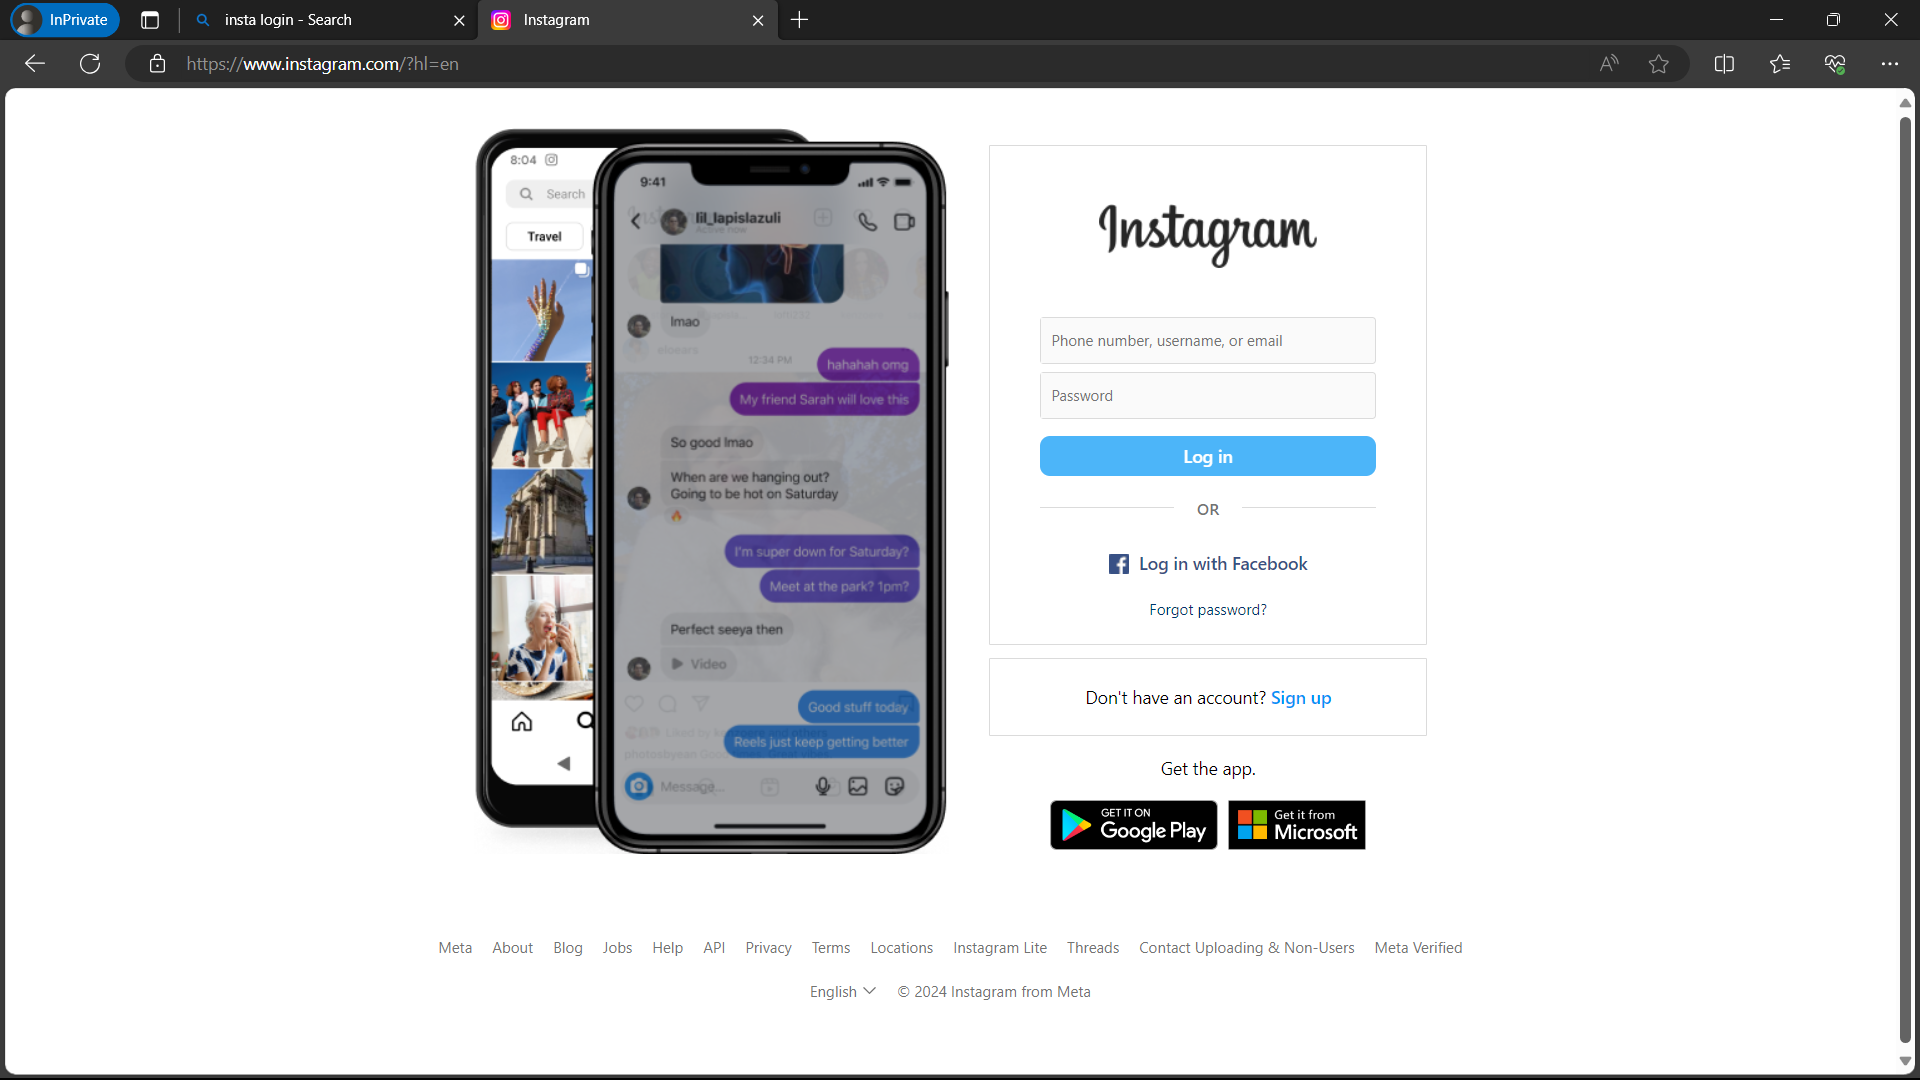 InPrivate
insta login - Search
Instagram
https://www.instagram.com/?hl=en
8:04
Search
Travel
9:41
lil_lapislazuli
Active now
lmao
12:34 PM
hahahah omg
My friend Sarah will love this
So good lmao
When are we hanging out?
Going to be hot on Saturday
I'm super down for Saturday?
Meet at the park? 1pm?
Perfect seeya then
Video
Good stuff today
Reels just keep getting better
Message...
Instagram
Phone number, username, or email
Password
Log in
OR
Log in with Facebook
Forgot password?
Don't have an account? Sign up
Get the app.
GET IT ON
Google Play
Get it from
Microsoft
Meta About Blog Jobs Help API Privacy Terms Locations Instagram Lite Threads Contact Uploading & Non-Users Meta Verified
English © 2024 Instagram from Meta